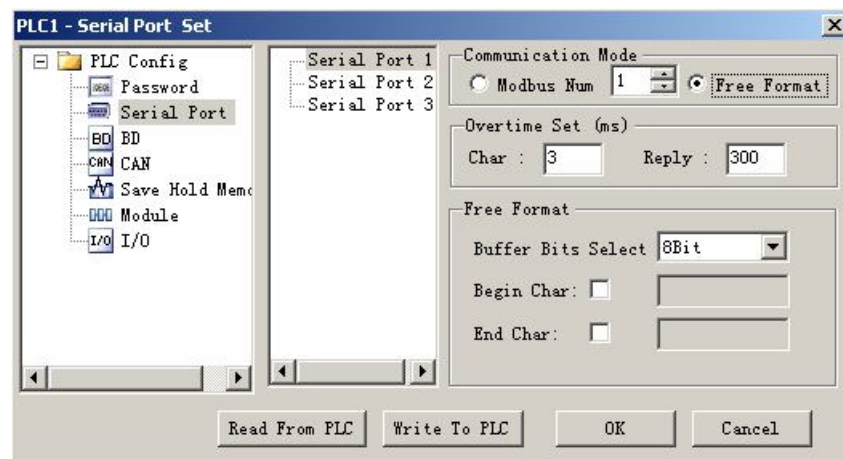 PLC1 - Serial Port Set
PLC Config
Password
Serial Port
BD BD
CAN CAN
Save Hold Memo
Module
I/O I/O
Serial Port 1
Serial Port 2
Serial Port 3
Communication Mode
Modbus Num 1 Free Format
Overtime Set (ms)
Char : 3 Reply : 300
Free Format
Buffer Bits Select 8Bit
Begin Char:
End Char:
Read From PLC Write To PLC OK Cancel